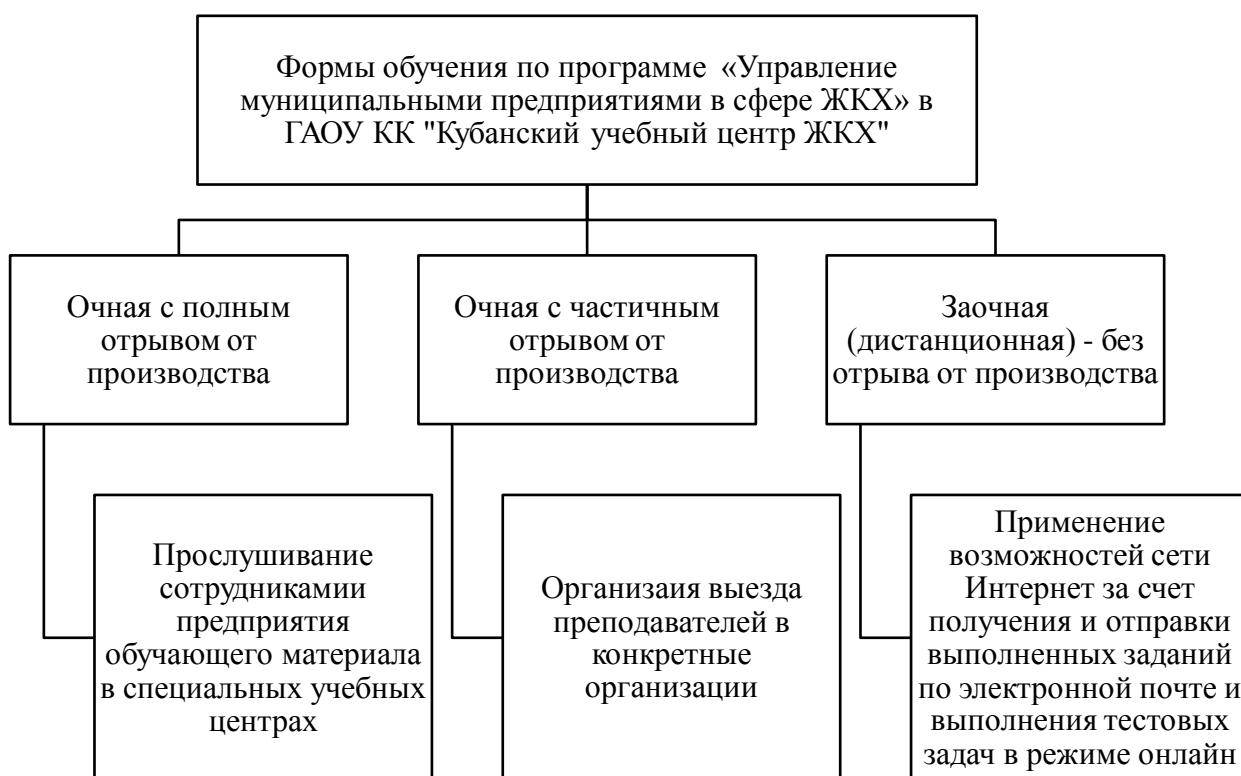 Формы обучения по программе «Управление
муниципальными предприятиями в сфере ЖКХ» в
ГАОУ КК "Кубанский учебный центр ЖКХ"
Очная с полным
отрывом от
производства
Очная с частичным
отрывом от
производства
Заочная
(дистанционная) - без
отрыва от производства
Прослушивание
сотрудникамии
предприятия
обучающего материала
в специальных учебных
центрах
Организаия выезда
преподавателей в
конкретные
организации
Применение
возможностей сети
Интернет за счет
получения и отправки
выполненных заданий
по электронной почте и
выполнения тестовых
задач в режиме онлайн